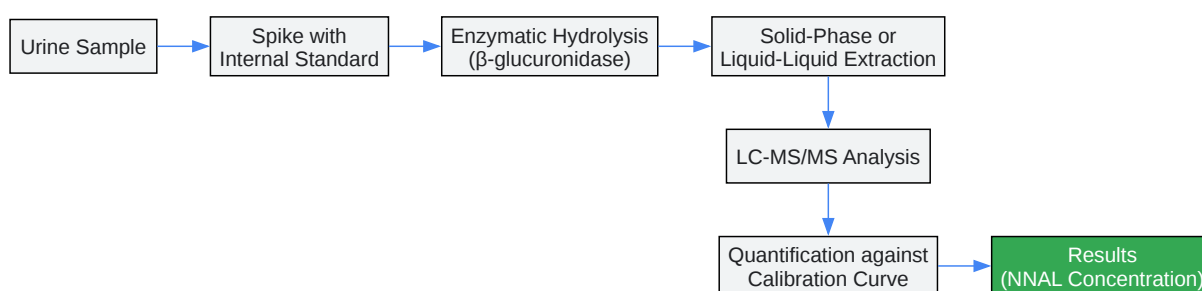 Urine Sample
Spike with
Internal Standard
Enzymatic Hydrolysis
(β-glucuronidase)
Solid-Phase or
Liquid-Liquid Extraction
LC-MS/MS Analysis
Quantification against
Calibration Curve
Results
(NNAL Concentration)